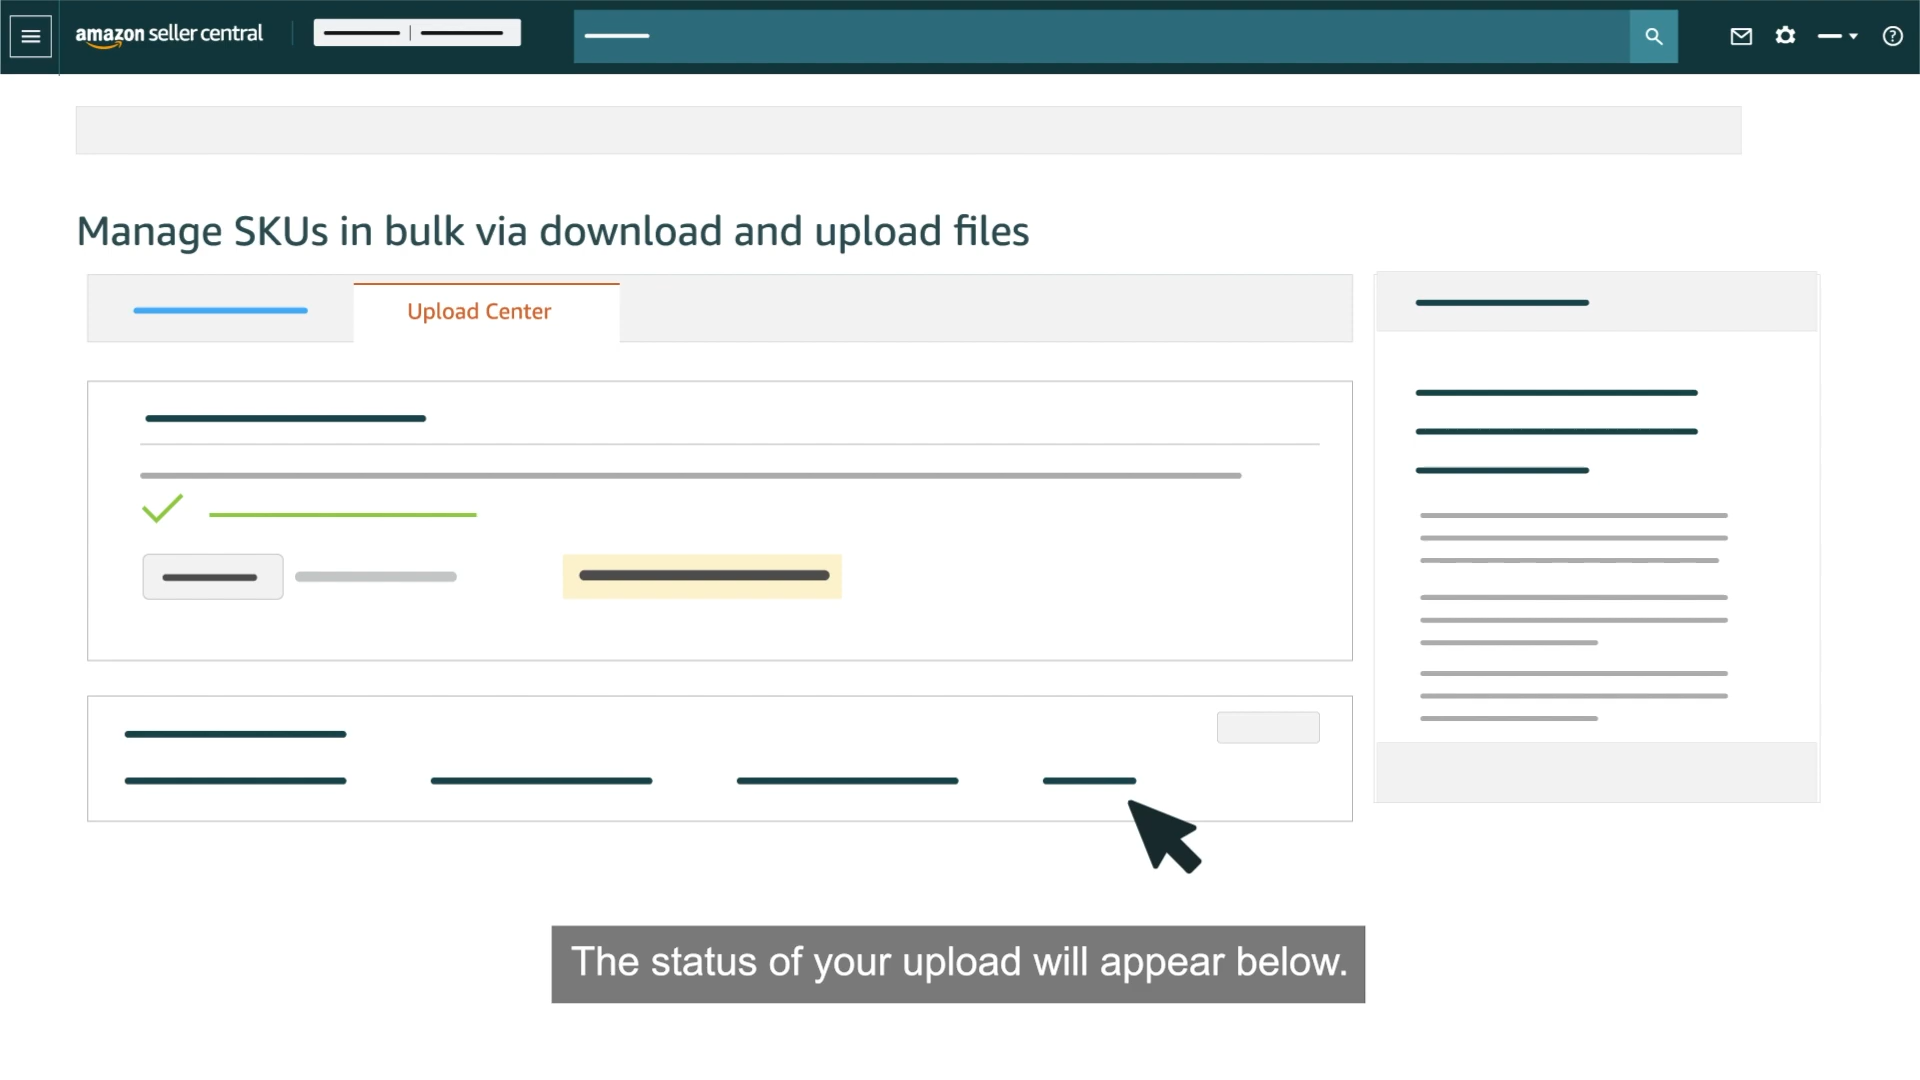 amazon seller central
Manage SKUs in bulk via download and upload files
Upload Center
The status of your upload will appear below.